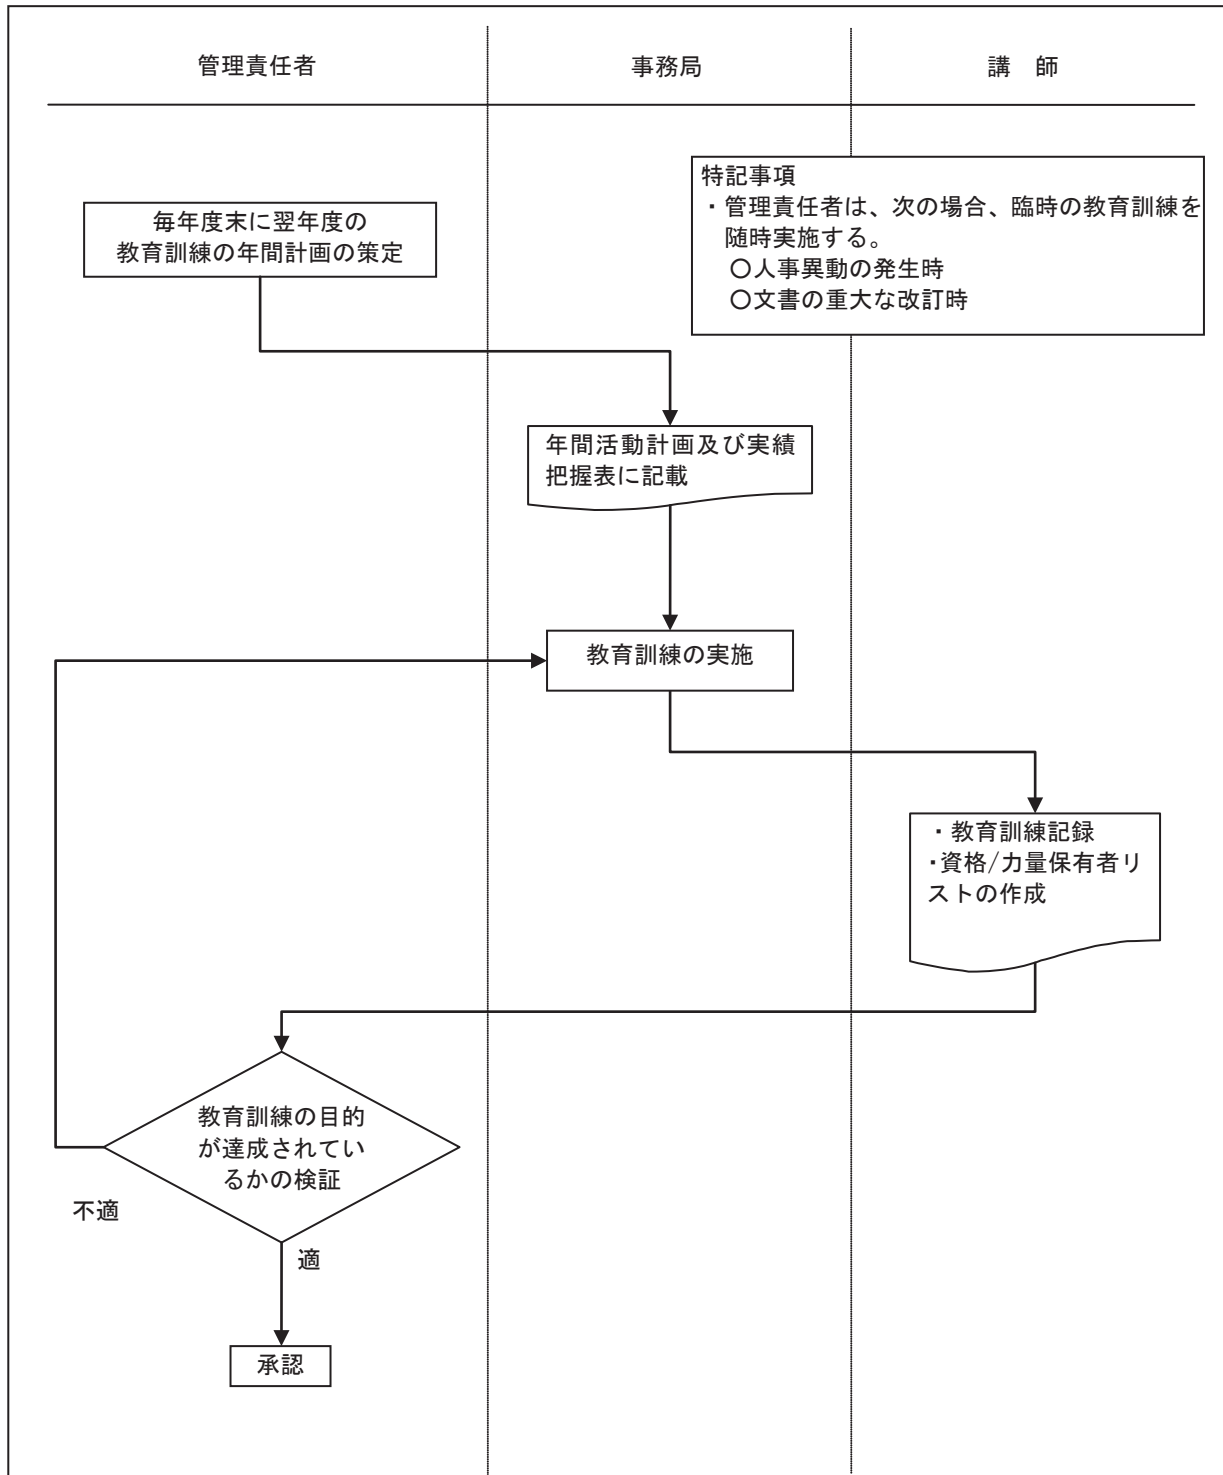 管理責任者
事務局
講　師
特記事項
・管理責任者は、次の場合、臨時の教育訓練を
随時実施する。
〇人事異動の発生時
〇文書の重大な改訂時
毎年度末に翌年度の
教育訓練の年間計画の策定
年間活動計画及び実績
把握表に記載
教育訓練の実施
・教育訓練記録
・資格/力量保有者リ
ストの作成
教育訓練の目的
が達成されてい
るかの検証
不適
適
承認